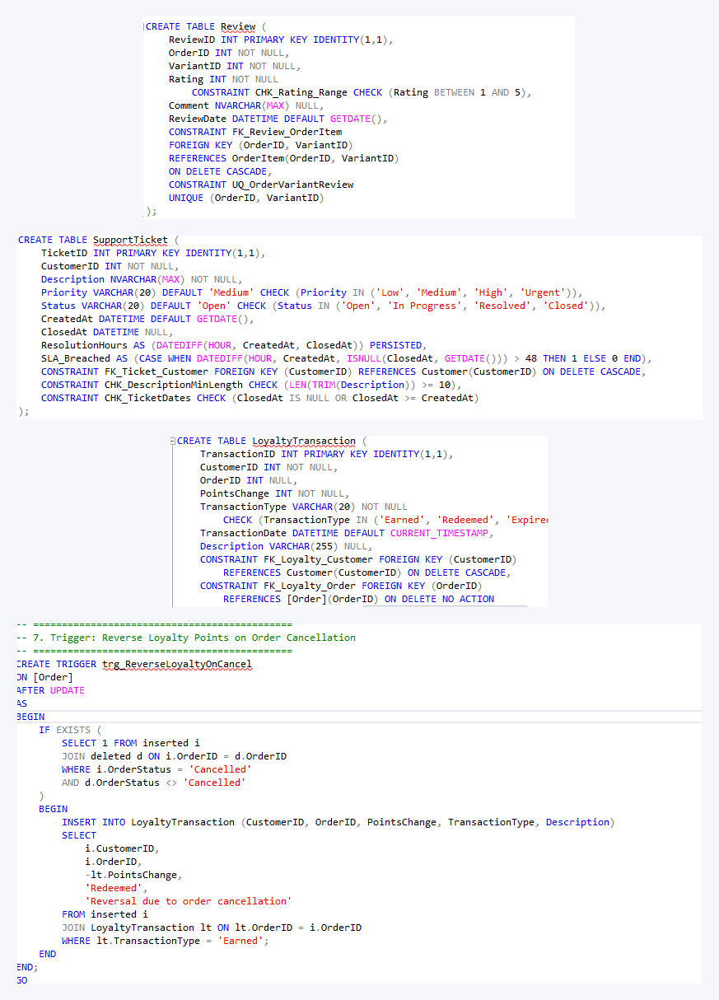 CREATE TABLE Review (
    ReviewID INT PRIMARY KEY IDENTITY(1,1),
    OrderID INT NOT NULL,
    VariantID INT NOT NULL,
    Rating INT NOT NULL
        CONSTRAINT CHK_Rating_Range CHECK (Rating BETWEEN 1 AND 5),
    Comment NVARCHAR(MAX) NULL,
    ReviewDate DATETIME DEFAULT GETDATE(),
    CONSTRAINT FK_Review_OrderItem
    FOREIGN KEY (OrderID, VariantID)
    REFERENCES OrderItem(OrderID, VariantID)
    ON DELETE CASCADE,
    CONSTRAINT UQ_OrderVariantReview
    UNIQUE (OrderID, VariantID)
);
CREATE TABLE SupportTicket (
    TicketID INT PRIMARY KEY IDENTITY(1,1),
    CustomerID INT NOT NULL,
    Description NVARCHAR(MAX) NOT NULL,
    Priority VARCHAR(20) DEFAULT 'Medium' CHECK (Priority IN ('Low', 'Medium', 'High', 'Urgent')),
    Status VARCHAR(20) DEFAULT 'Open' CHECK (Status IN ('Open', 'In Progress', 'Resolved', 'Closed')),
    CreatedAt DATETIME DEFAULT GETDATE(),
    ClosedAt DATETIME NULL,
    ResolutionHours AS (DATEDIFF(HOUR, CreatedAt, ClosedAt)) PERSISTED,
    SLA_Breached AS (CASE WHEN DATEDIFF(HOUR, CreatedAt, ISNULL(ClosedAt, GETDATE())) > 48 THEN 1 ELSE 0 END),
    CONSTRAINT FK_Ticket_Customer FOREIGN KEY (CustomerID) REFERENCES Customer(CustomerID) ON DELETE CASCADE,
    CONSTRAINT CHK_DescriptionMinLength CHECK (LEN(TRIM(Description)) >= 10),
    CONSTRAINT CHK_TicketDates CHECK (ClosedAt IS NULL OR ClosedAt >= CreatedAt)
);
CREATE TABLE LoyaltyTransaction (
    TransactionID INT PRIMARY KEY IDENTITY(1,1),
    CustomerID INT NOT NULL,
    OrderID INT NULL,
    PointsChange INT NOT NULL,
    TransactionType VARCHAR(20) NOT NULL
        CHECK (TransactionType IN ('Earned', 'Redeemed', 'Expire
    TransactionDate DATETIME DEFAULT CURRENT_TIMESTAMP,
    Description VARCHAR(255) NULL,
    CONSTRAINT FK_Loyalty_Customer FOREIGN KEY (CustomerID)
        REFERENCES Customer(CustomerID) ON DELETE CASCADE,
    CONSTRAINT FK_Loyalty_Order FOREIGN KEY (OrderID)
        REFERENCES [Order](OrderID) ON DELETE NO ACTION
-- =============================================
-- 7. Trigger: Reverse Loyalty Points on Order Cancellation
-- =============================================
CREATE TRIGGER trg_ReverseLoyaltyOnCancel
ON [Order]
AFTER UPDATE
AS
BEGIN
    IF EXISTS (
        SELECT 1 FROM inserted i
        JOIN deleted d ON i.OrderID = d.OrderID
        WHERE i.OrderStatus = 'Cancelled'
        AND d.OrderStatus <> 'Cancelled'
    )
    BEGIN
        INSERT INTO LoyaltyTransaction (CustomerID, OrderID, PointsChange, TransactionType, Description)
        SELECT
            i.CustomerID,
            i.OrderID,
            -lt.PointsChange,
            'Redeemed',
            'Reversal due to order cancellation'
        FROM inserted i
        JOIN LoyaltyTransaction lt ON lt.OrderID = i.OrderID
        WHERE lt.TransactionType = 'Earned';
    END
END;
GO